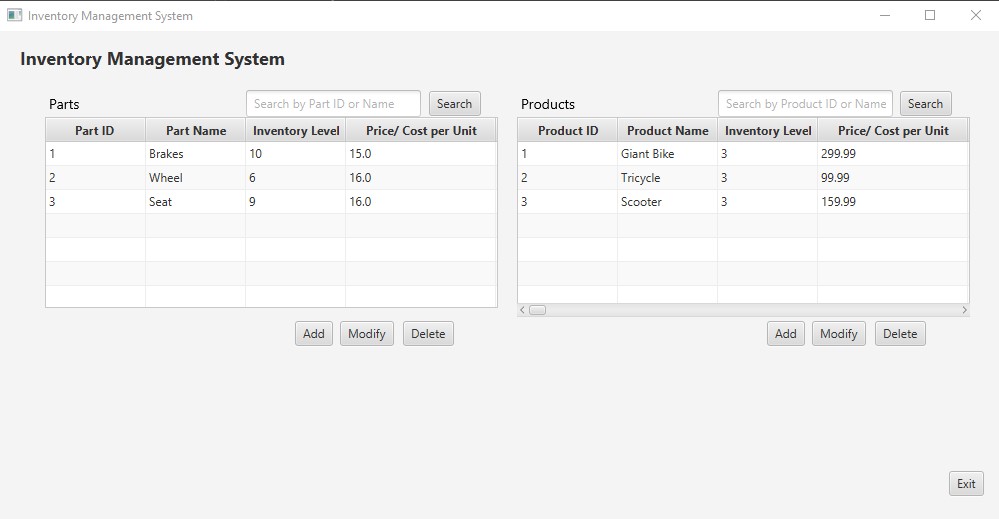 Inventory Management System
Inventory Management System
Parts Search by Part ID or Name Search
Part ID Part Name Inventory Level Price/ Cost per Unit
1 Brakes 10 15.0
2 Wheel 6 16.0
3 Seat 9 16.0
Add Modify Delete
Products Search by Product ID or Name Search
Product ID Product Name Inventory Level Price/ Cost per Unit
1 Giant Bike 3 299.99
2 Tricycle 3 99.99
3 Scooter 3 159.99
Add Modify Delete
Exit